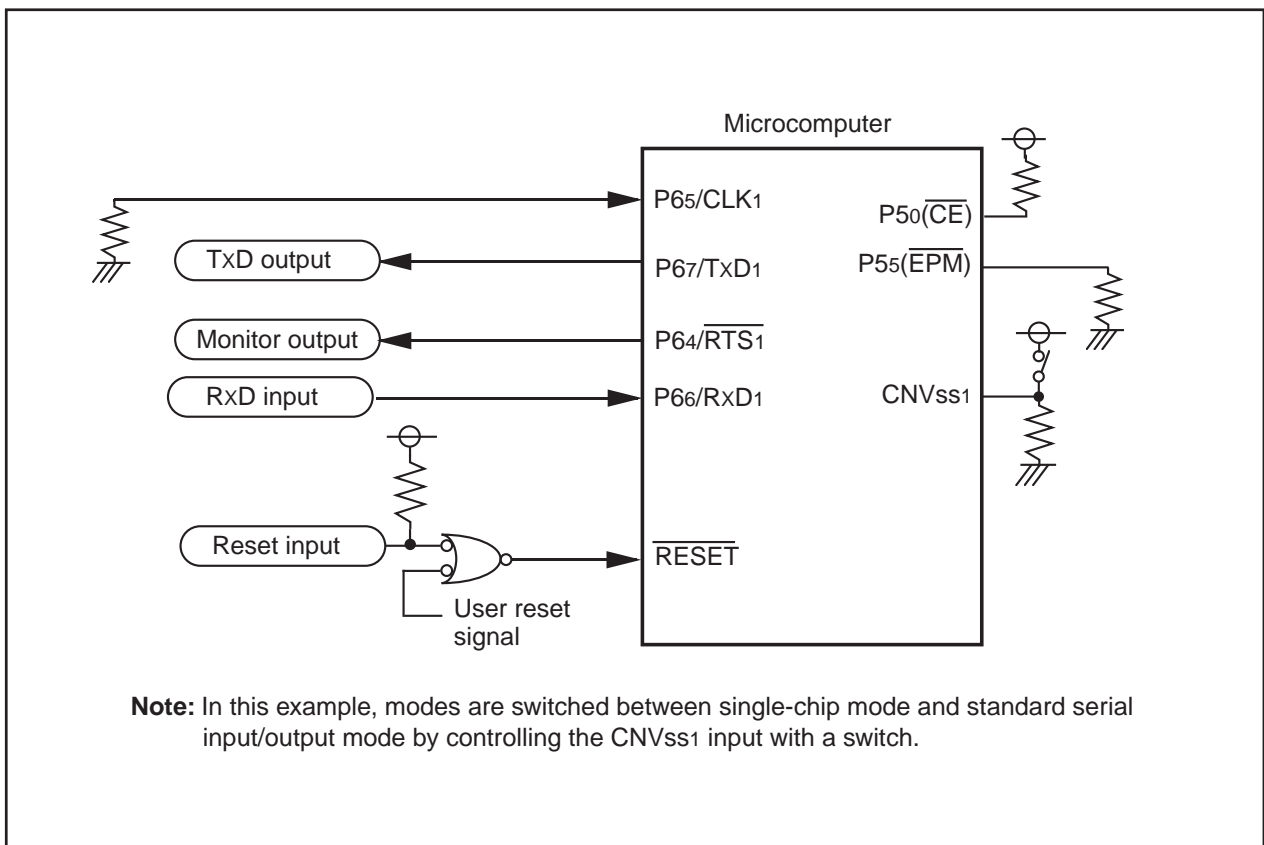 Microcomputer
P65/CLK1
P50(CE)
TxD output
P67/TxD1
P55(EPM)
Monitor output
P64/RTS1
RxD input
P66/RxD1
CNVss1
Reset input
RESET
User reset
signal
Note: In this example, modes are switched between single-chip mode and standard serial
input/output mode by controlling the CNVss1 input with a switch.